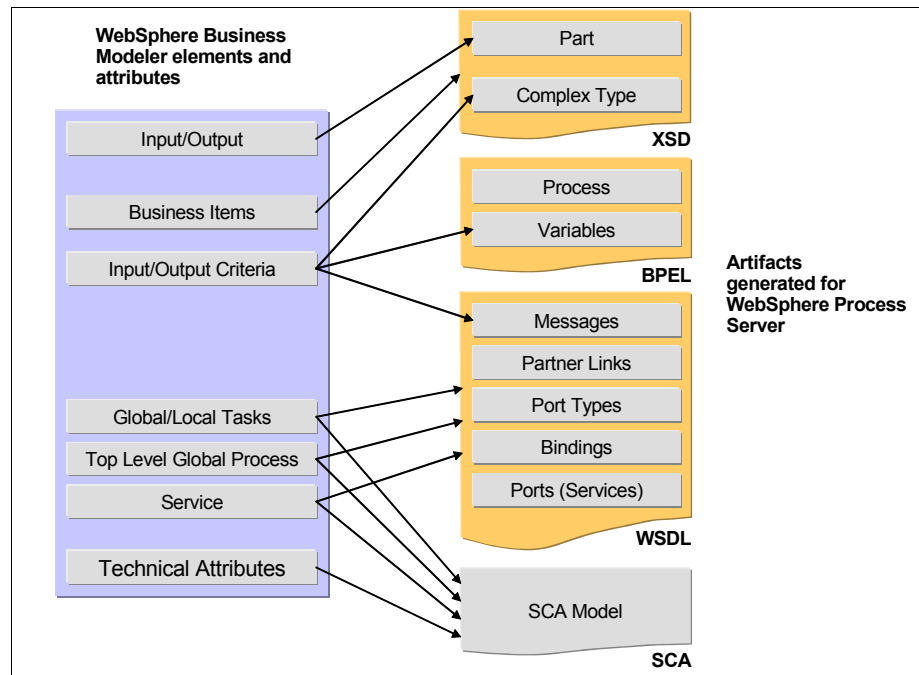 WebSphere Business
Modeler elements and
attributes
Input/Output
Business Items
Input/Output Criteria
Global/Local Tasks
Top Level Global Process
Service
Technical Attributes
Part
Complex Type
XSD
Process
Variables
BPEL
Messages
Partner Links
Port Types
Bindings
Ports (Services)
WSDL
SCA Model
SCA
Artifacts
generated for
WebSphere Process
Server